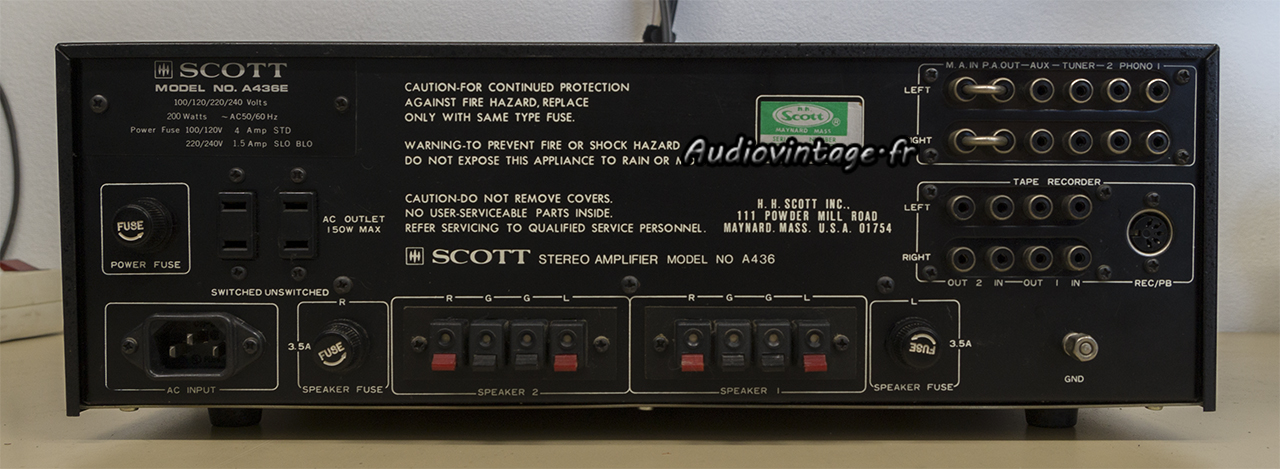 SCOTT
MODEL NO. A436E
100/120/220/240 Volts
200 Watts ~AC50/60 Hz
Power Fuse 100/120V 4 Amp STD
220/240V 1.5 Amp SLO BLO
CAUTION-FOR CONTINUED PROTECTION
AGAINST FIRE HAZARD, REPLACE
ONLY WITH SAME TYPE FUSE.
WARNING-TO PREVENT FIRE OR SHOCK HAZARD
DO NOT EXPOSE THIS APPLIANCE TO RAIN OR
CAUTION-DO NOT REMOVE COVERS.
NO USER-SERVICEABLE PARTS INSIDE.
REFER SERVICING TO QUALIFIED SERVICE PERSONNEL.
SCOTT STEREO AMPLIFIER MODEL NO A436
H.H.
Scott®
MAYNARD MASS
Audiovintage.fr
H. H. SCOTT INC.,
111 POWDER MILL ROAD
MAYNARD. MASS. U.S.A. 01754
M. A. IN P.A. OUT—AUX—TUNER—2 PHONO 1
LEFT
RIGHT
TAPE RECORDER
LEFT
RIGHT
OUT 2 IN—OUT 1 IN
REC/PB
FUSE
POWER FUSE
AC OUTLET
150W MAX
SWITCHED UNSWITCHED
AC INPUT
R
3.5A
FUSE
SPEAKER FUSE
R G G L
SPEAKER 2
R G G L
SPEAKER 1
L
FUSE
3.5A
SPEAKER FUSE
GND